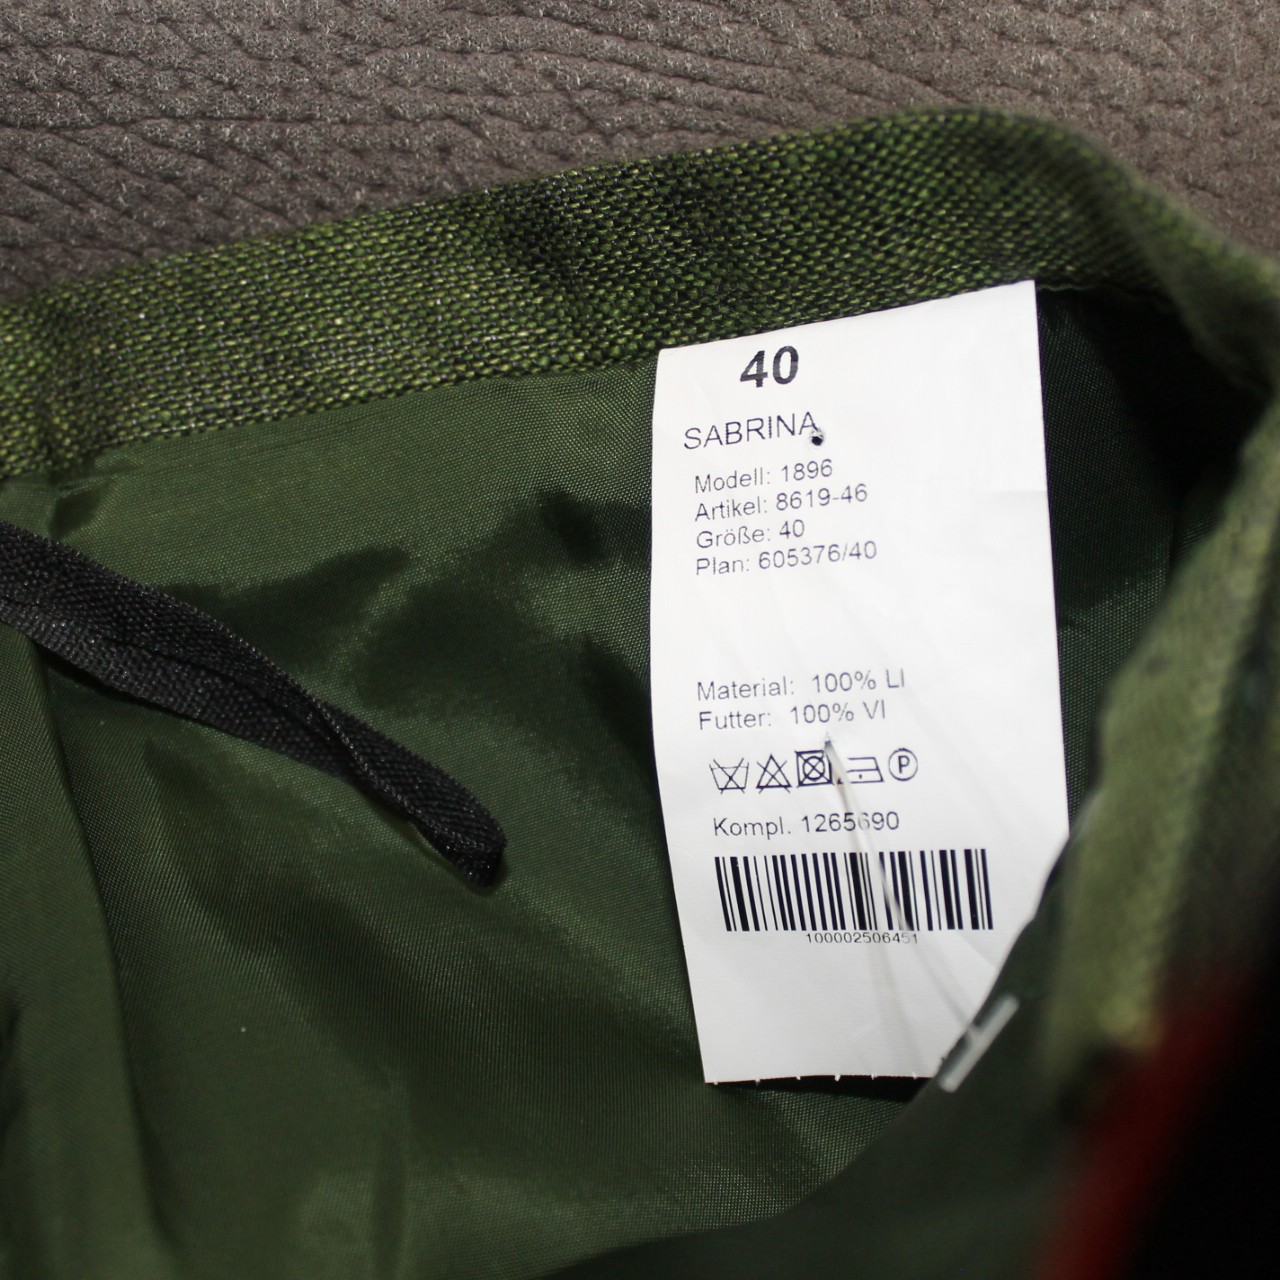 40
SABRINA
Modell: 1896
Artikel: 8619-46
Größe: 40
Plan: 605376/40
Material: 100% LI
Futter: 100% VI
P
Kompl. 1265690
100002506451